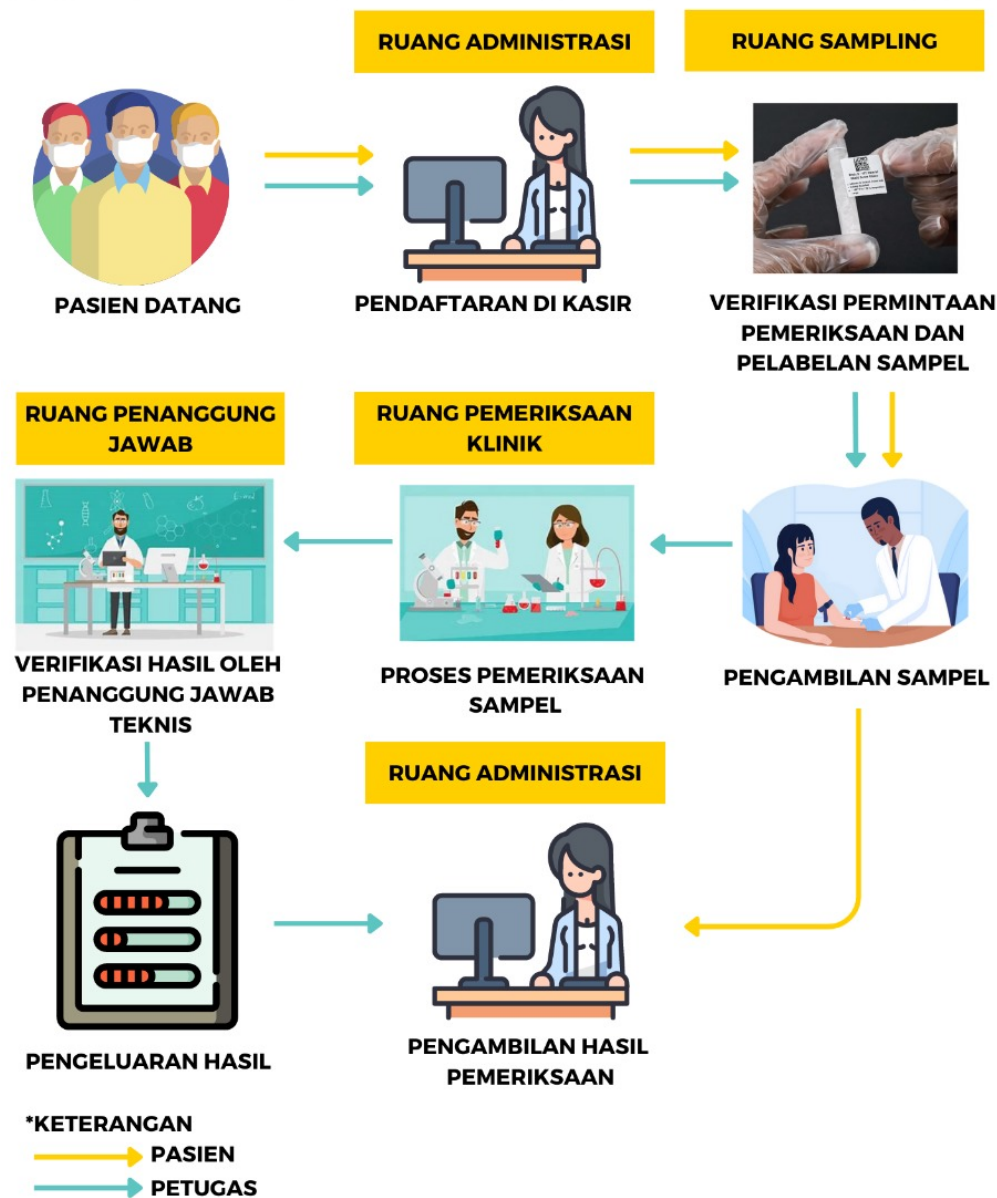 RUANG ADMINISTRASI
RUANG SAMPLING
PASIEN DATANG
PENDAFTARAN DI KASIR
VERIFIKASI PERMINTAAN
PEMERIKSAAN DAN
PELABELAN SAMPEL
RUANG PENANGGUNG
JAWAB
RUANG PEMERIKSAAN
KLINIK
VERIFIKASI HASIL OLEH
PENANGGUNG JAWAB
TEKNIS
PROSES PEMERIKSAAN
SAMPEL
PENGAMBILAN SAMPEL
RUANG ADMINISTRASI
PENGELUARAN HASIL
PENGAMBILAN HASIL
PEMERIKSAAN
*KETERANGAN
PASIEN
PETUGAS